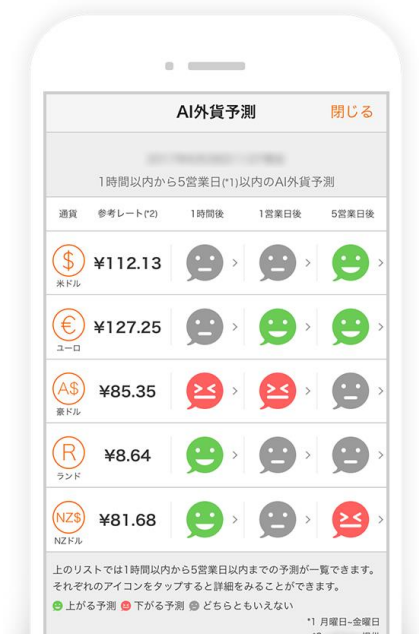 AI外貨予測
閉じる
1時間以内から5営業日(*1)以内のAI外貨予測
通貨 参考レート(*2) 1時間後 1営業日後 5営業日後
$
米ドル
¥112.13
€
ユーロ
¥127.25
A$
豪ドル
¥85.35
R
ランド
¥8.64
NZ$
NZドル
¥81.68
上のリストでは1時間以内から5営業日以内までの予測が一覧できます。
それぞれのアイコンをタップすると詳細をみることができます。
上がる予測 下がる予測 どちらともいえない
*1 月曜日~金曜日